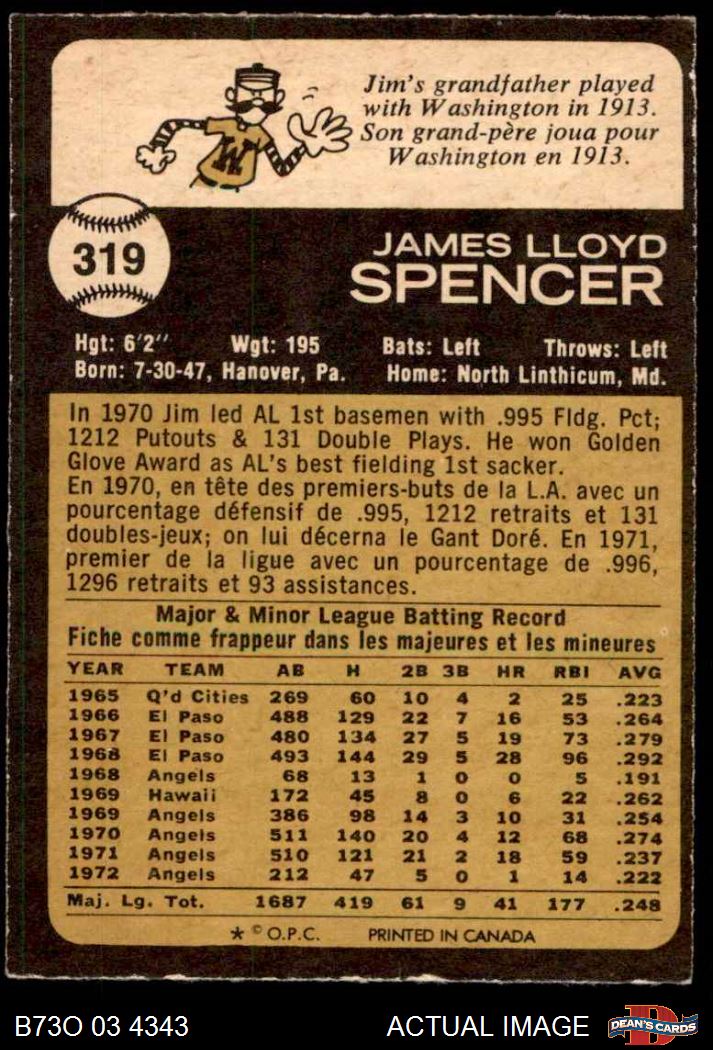 Jim's grandfather played
with Washington in 1913.
Son grand-père joua pour
Washington en 1913.
W
319
JAMES LLOYD
SPENCER
Hgt: 6'2" Wgt: 195 Bats: Left Throws: Left
Born: 7-30-47, Hanover, Pa. Home: North Linthicum, Md.
In 1970 Jim led AL 1st basemen with .995 Fldg. Pct;
1212 Putouts & 131 Double Plays. He won Golden
Glove Award as AL's best fielding 1st sacker.
En 1970, en tête des premiers-buts de la L.A. avec un
pourcentage défensif de .995, 1212 retraits et 131
doubles-jeux; on lui décerna le Gant Doré. En 1971,
premier de la ligue avec un pourcentage de .996,
1296 retraits et 93 assistances.
Major & Minor League Batting Record
Fiche comme frappeur dans les majeures et les mineures
YEAR TEAM AB H 2B 3B HR RBI AVG
1965 Q'd Cities 269 60 10 4 2 25 .223
1966 El Paso 488 129 22 7 16 53 .264
1967 El Paso 480 134 27 5 19 73 .279
1968 El Paso 493 144 29 5 28 96 .292
1968 Angels 68 13 1 0 0 5 .191
1969 Hawaii 172 45 8 0 6 22 .262
1969 Angels 386 98 14 3 10 31 .254
1970 Angels 511 140 20 4 12 68 .274
1971 Angels 510 121 21 2 18 59 .237
1972 Angels 212 47 5 0 1 14 .222
Maj. Lg. Tot. 1687 419 61 9 41 177 .248
* © O.P.C. PRINTED IN CANADA
B73O 03 4343 ACTUAL IMAGE D DEAN'S CARDS